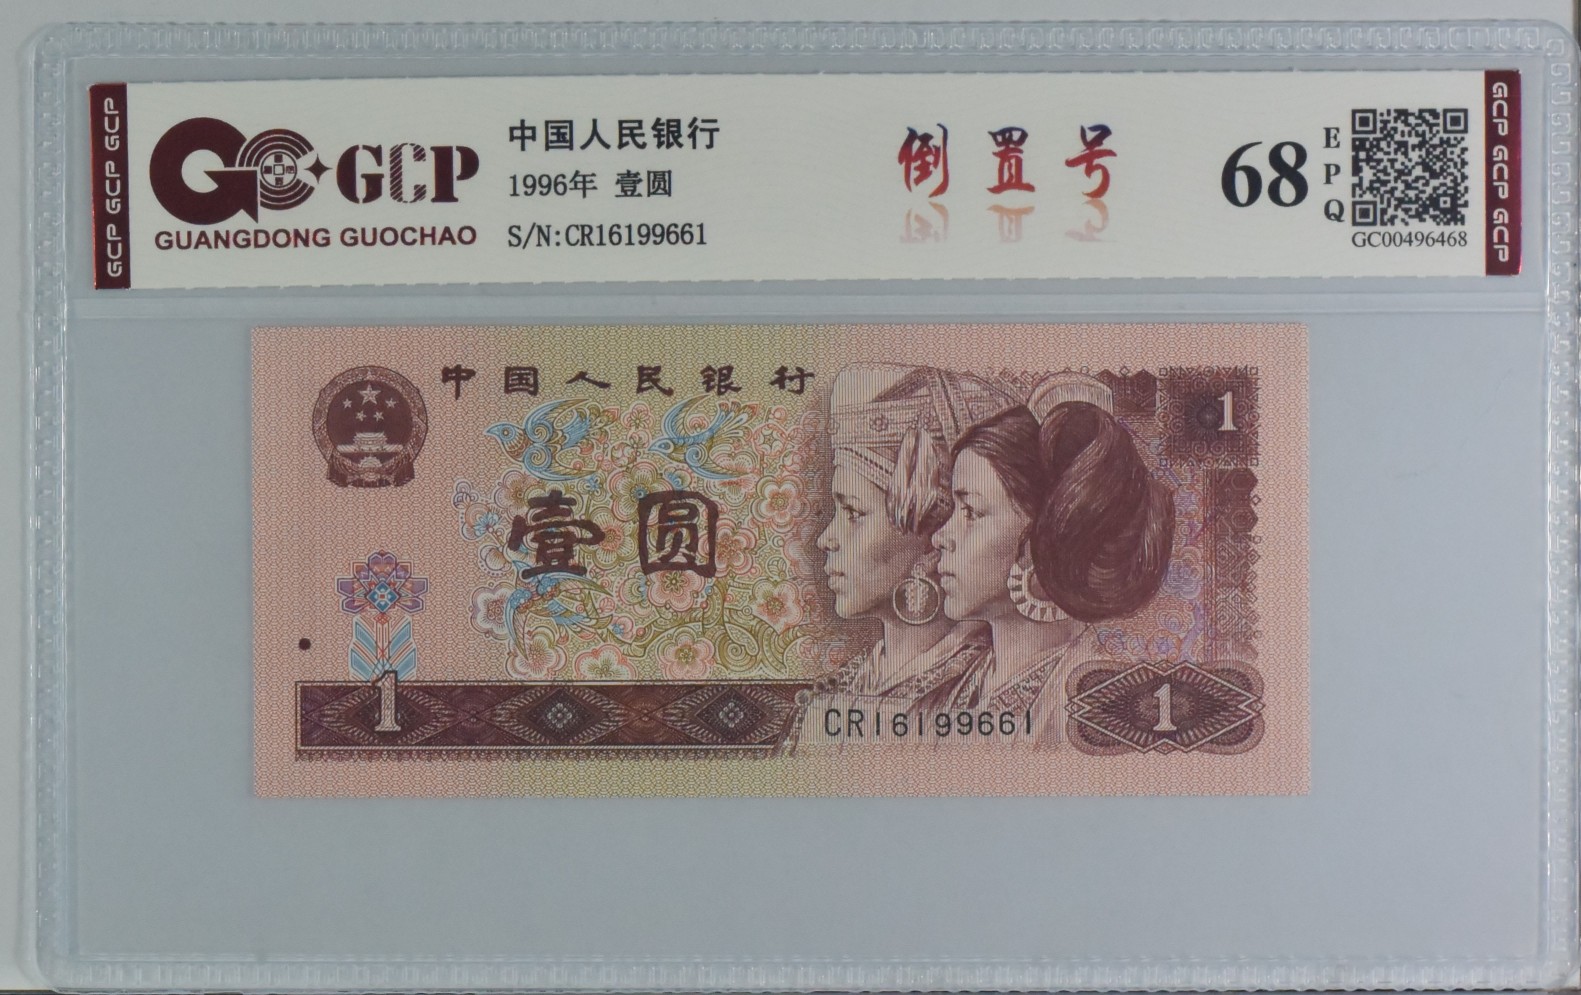 GCP GCP GCP
GCP
GUANGDONG GUOCHAO
中国人民银行
1996年 壹圆
S/N:CR16199661
倒置号
68
EPQ
GC00496468
GCP GCP GCP
中国人民银行
1
壹圆
1
CR16199661
1